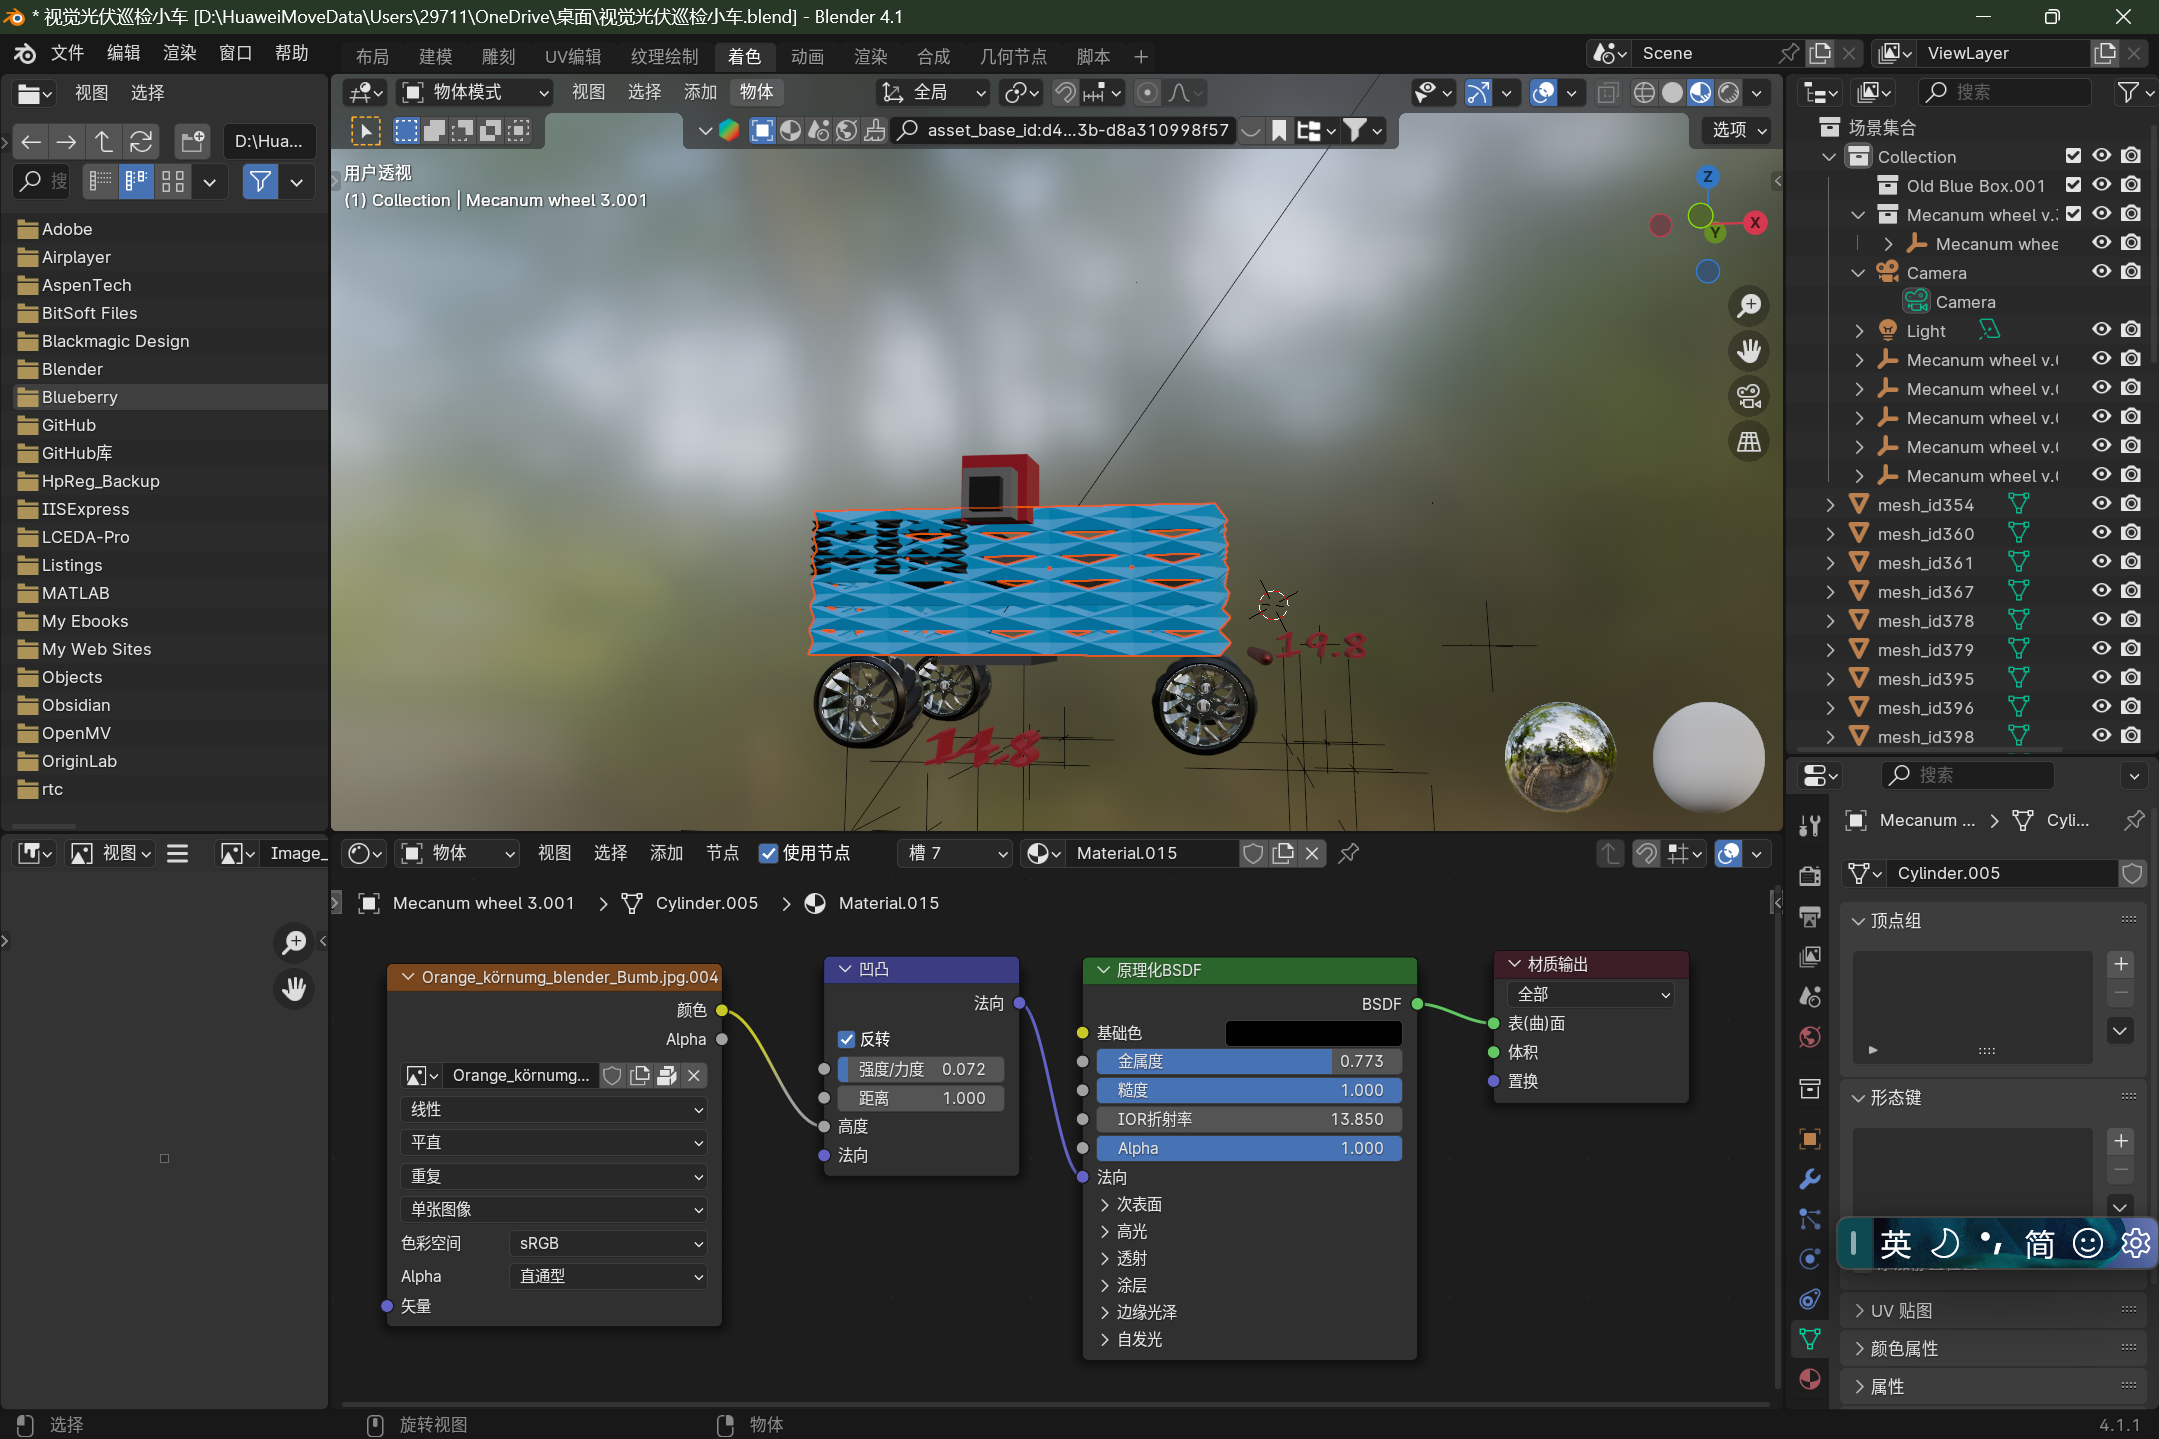 * 视觉光伏巡检小车 [D:\HuaweiMoveData\Users\29711\OneDrive\桌面\视觉光伏巡检小车.blend] - Blender 4.1
文件 编辑 渲染 窗口 帮助
布局 建模 雕刻 UV编辑 纹理绘制 着色 动画 渲染 合成 几何节点 脚本 +
Scene
ViewLayer
视图 选择
D:\Hua...
搜
Adobe
Airplayer
AspenTech
BitSoft Files
Blackmagic Design
Blender
Blueberry
GitHub
GitHub库
HpReg_Backup
IISExpress
LCEDA-Pro
Listings
MATLAB
My Ebooks
My Web Sites
Objects
Obsidian
OpenMV
OriginLab
rtc
物体模式 视图 选择 添加 物体 全局
asset_base_id:d4...3b-d8a310998f57
选项
用户透视
(1) Collection | Mecanum wheel 3.001
Z
X
Y
19.8
14.8
搜索
场景集合
Collection
Old Blue Box.001
Mecanum wheel v.:
Mecanum whee
Camera
Camera
Light
Mecanum wheel v.(
Mecanum wheel v.(
Mecanum wheel v.(
Mecanum wheel v.(
Mecanum wheel v.(
mesh_id354
mesh_id360
mesh_id361
mesh_id367
mesh_id378
mesh_id379
mesh_id395
mesh_id396
mesh_id398
视图
Image_
物体 视图 选择 添加 节点 使用节点 槽 7 Material.015
Mecanum wheel 3.001 Cylinder.005 Material.015
Orange_körnumg_blender_Bumb.jpg.004
颜色
Alpha
Orange_körnumg...
线性
平直
重复
单张图像
色彩空间 sRGB
Alpha 直通型
矢量
凹凸
法向
反转
强度/力度 0.072
距离 1.000
高度
法向
原理化BSDF
BSDF
基础色
金属度 0.773
糙度 1.000
IOR折射率 13.850
Alpha 1.000
法向
次表面
高光
透射
涂层
边缘光泽
自发光
材质输出
全部
表(曲)面
体积
置换
搜索
Mecanum ... Cyli...
Cylinder.005
顶点组
形态键
英 简
UV 贴图
颜色属性
属性
选择 旋转视图 物体
4.1.1